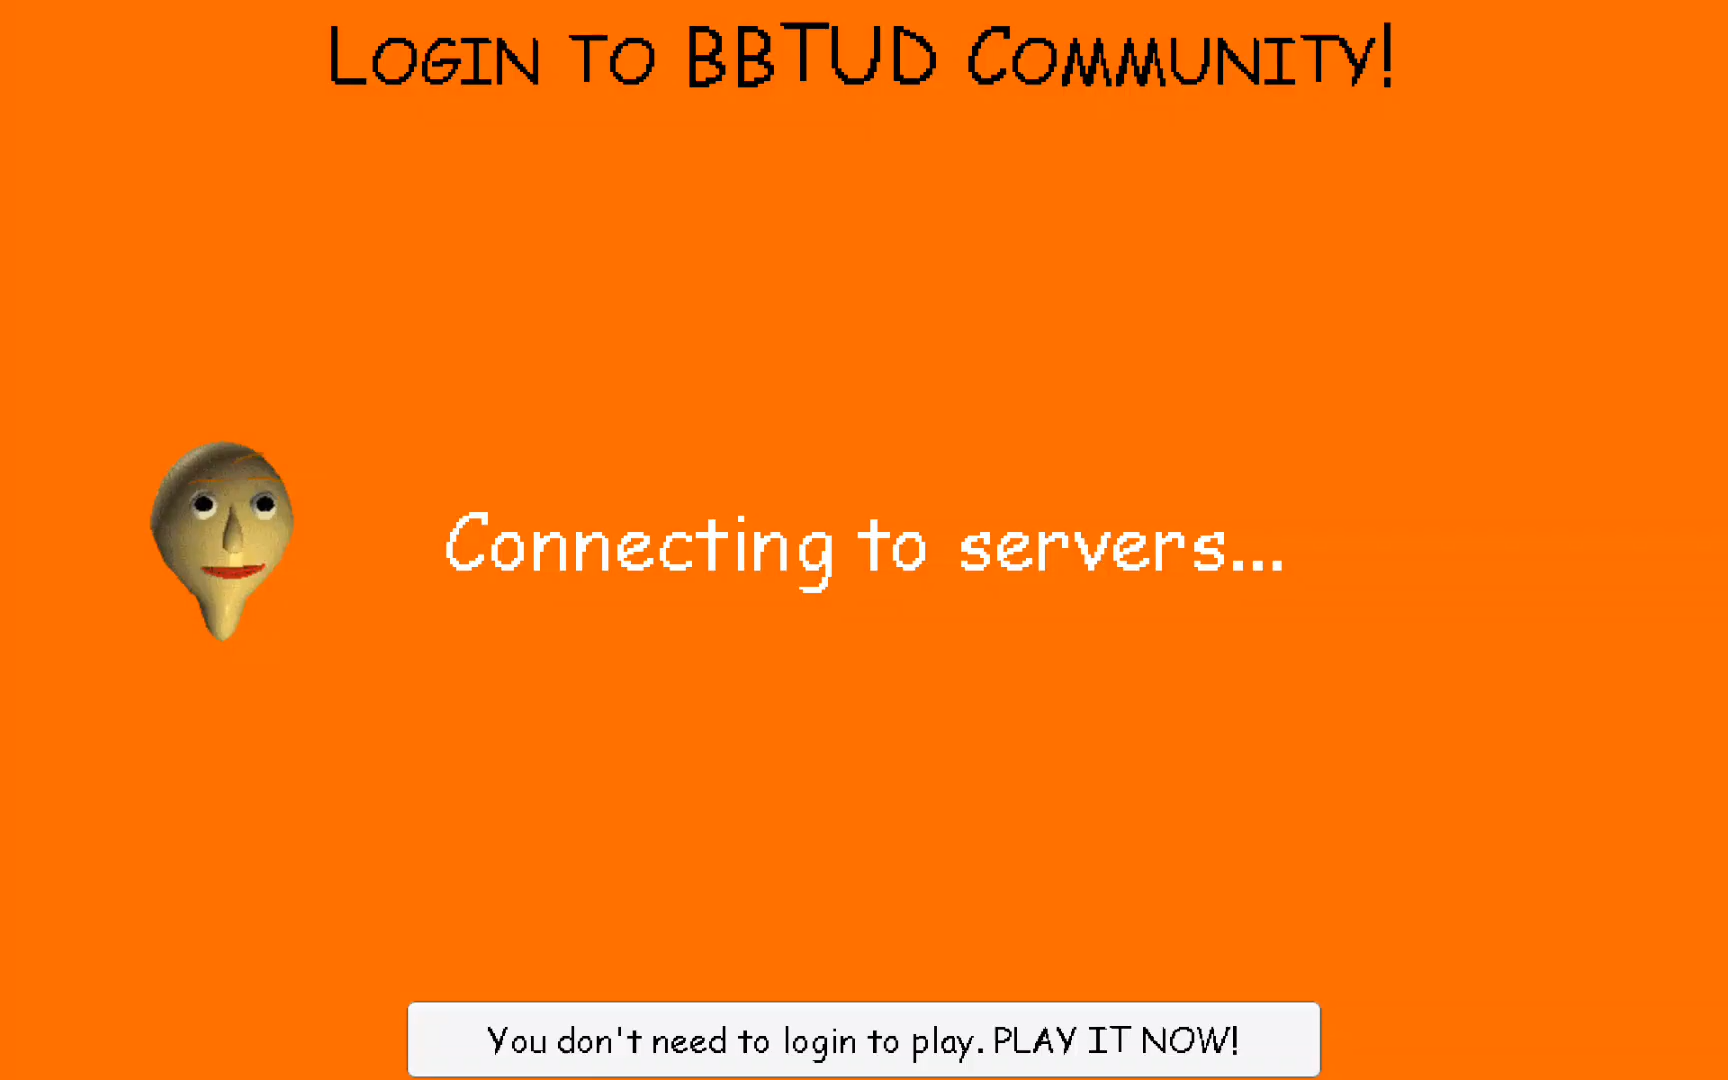 Login to BBTUD Community!
Connecting to servers...
You don't need to login to play. PLAY IT NOW!